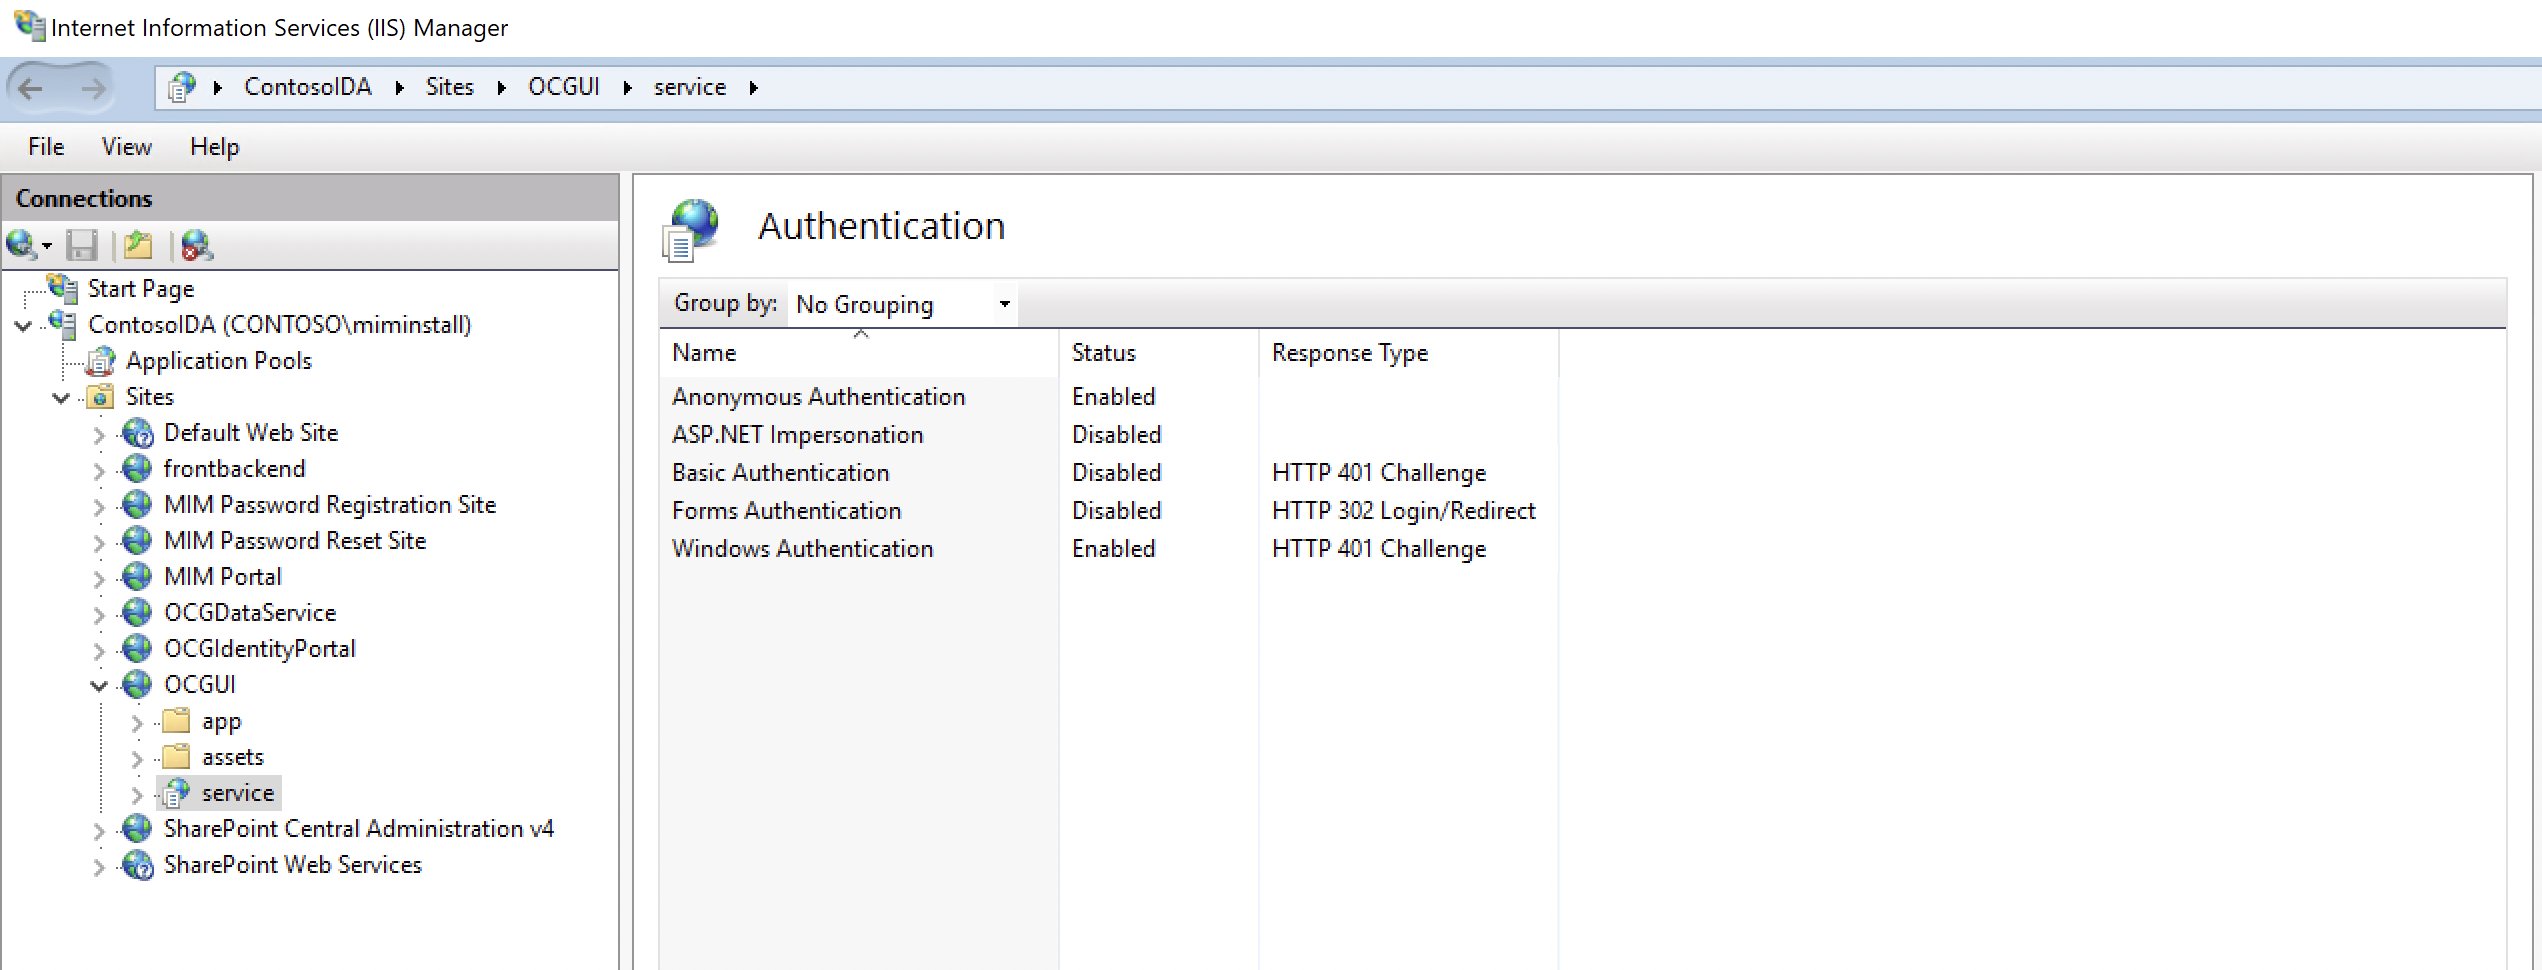 Internet Information Services (IIS) Manager
ContosoIDA Sites OCGUI service
File View Help
Connections
Start Page
ContosoIDA (CONTOSO\miminstall)
Application Pools
Sites
Default Web Site
frontbackend
MIM Password Registration Site
MIM Password Reset Site
MIM Portal
OCGDataService
OCGIdentityPortal
OCGUI
app
assets
service
SharePoint Central Administration v4
SharePoint Web Services
Authentication
Group by: No Grouping
Name Status Response Type
Anonymous Authentication Enabled
ASP.NET Impersonation Disabled
Basic Authentication Disabled HTTP 401 Challenge
Forms Authentication Disabled HTTP 302 Login/Redirect
Windows Authentication Enabled HTTP 401 Challenge